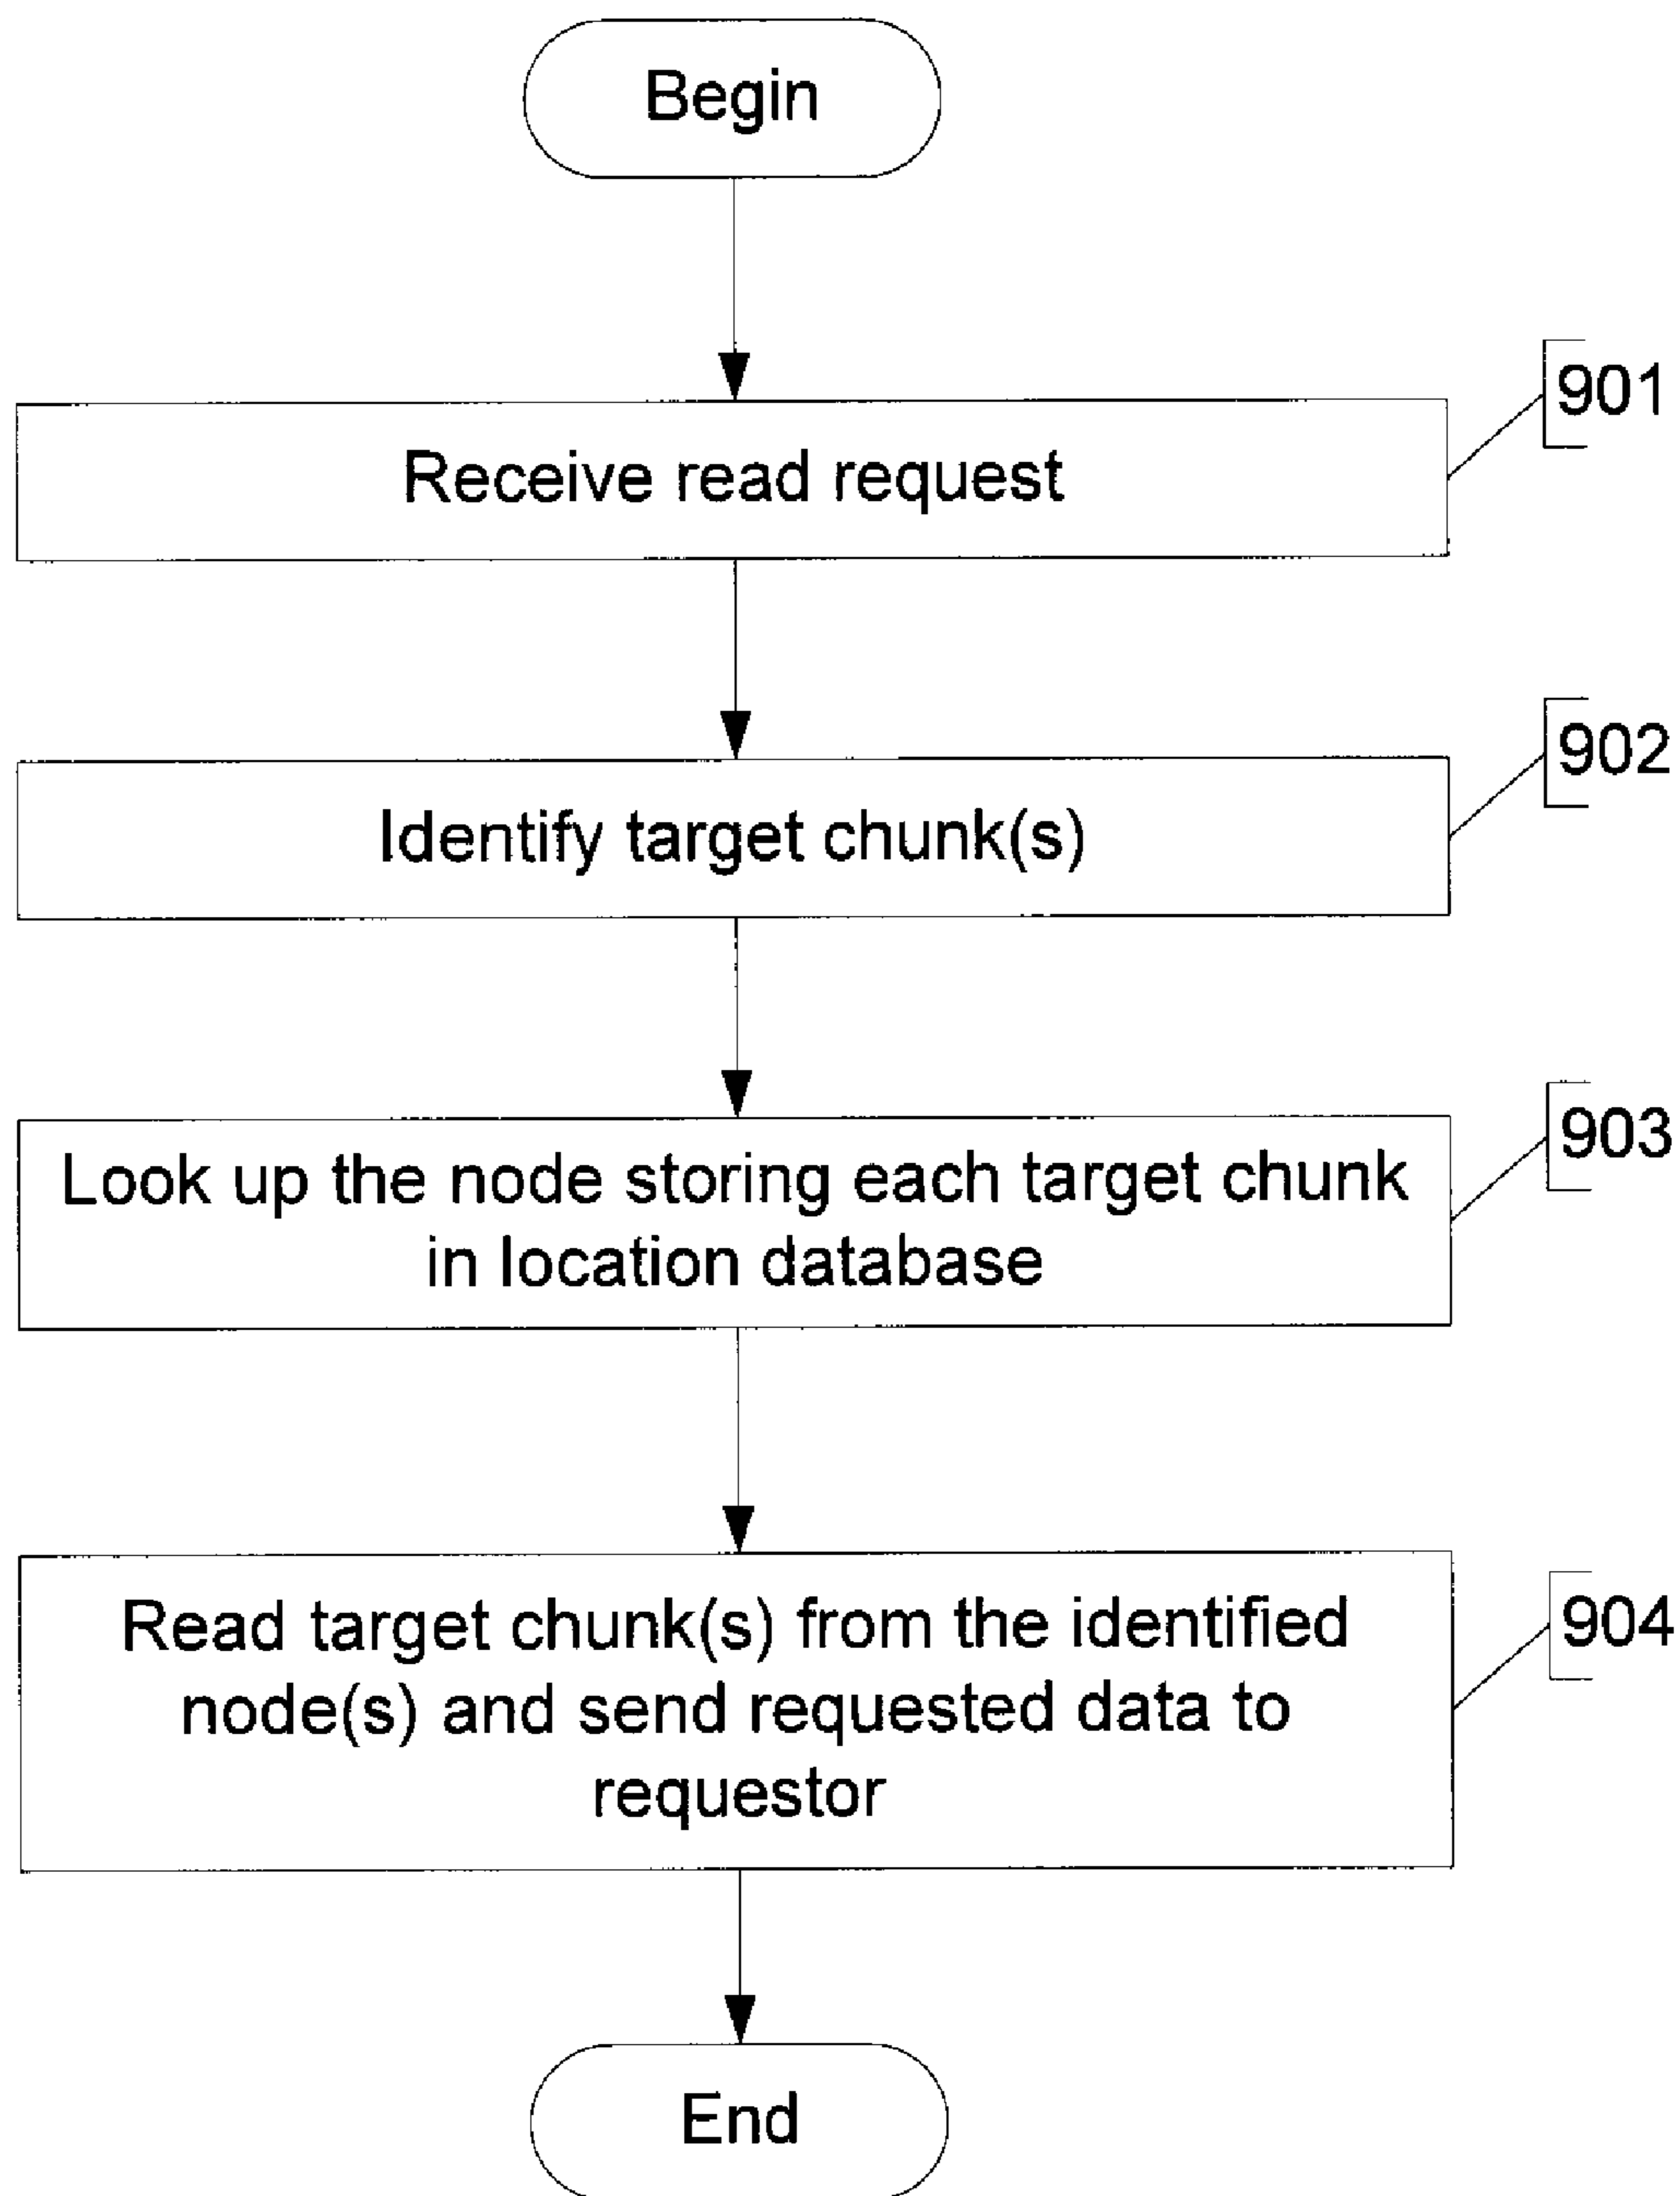 Begin
901
Receive read request
902
Identify target chunk(s)
903
Look up the node storing each target chunk
in location database
904
Read target chunk(s) from the identified
node(s) and send requested data to
requestor
End